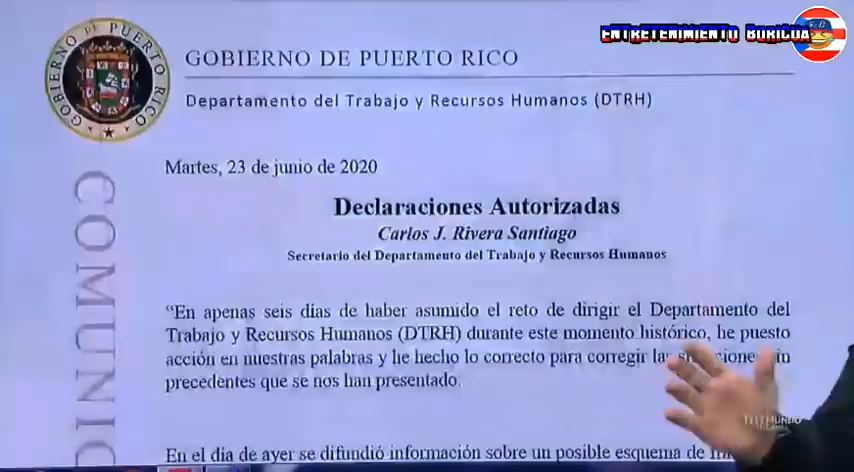 ENTRETENIMIENTO BORICUA
GOBIERNO DE PUERTO RICO
GOBIERNO DE PUERTO RICO
Departamento del Trabajo y Recursos Humanos (DTRH)
Martes, 23 de junio de 2020
COMUNIC
Declaraciones Autorizadas
Carlos J. Rivera Santiago
Secretario del Departamento del Trabajo y Recursos Humanos
“En apenas seis días de haber asumido el reto de dirigir el Departamento del
Trabajo y Recursos Humanos (DTRH) durante este momento histórico, he puesto
acción en nuestras palabras y he hecho lo correcto para corregir las
precedentes que se nos han presentado.
En el día de ayer se difundió información sobre un posible esquema de
TELEMUNDO